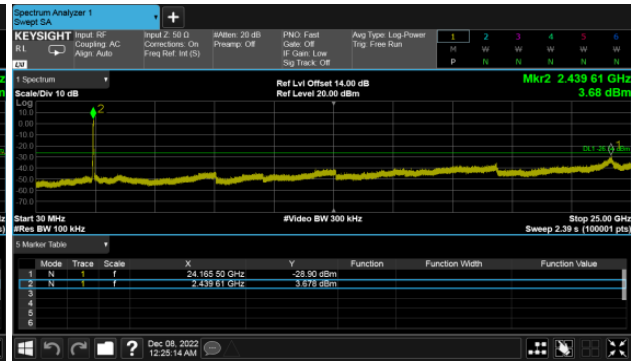 Spectrum Analyzer 1
Swept SA
KEYSIGHT Input: RF Input Z: 50 Ω #Atten: 20 dB PNO: Fast Avg Type: Log-Power 1 2 3 4 5 6
RL Coupling: AC Corrections: On Preamp: Off Gate: Off Trig: Free Run M W W W W W
Align: Auto Freq Ref: Int (S) IF Gain: Low P N N N N N
Sig Track: Off
LXI
1 Spectrum Ref Lvl Offset 14.00 dB Mkr2 2.439 61 GHz
Scale/Div 10 dB Ref Level 20.00 dBm 3.68 dBm
Log
10.0
0.00
-10.0
-20.0
-30.0
-40.0
-50.0
-60.0
-70.0
2
1
Start 30 MHz #Video BW 300 kHz Stop 25.00 GHz
#Res BW 100 kHz Sweep 2.39 s (100001 pts)
5 Marker Table
Mode Trace Scale X Y Function Function Width Function Value
1 N 1 f 24.165 50 GHz -28.90 dBm
2 N 1 f 2.439 61 GHz 3.678 dBm
3
4
5
6
? Dec 08, 2022
12:25:14 AM